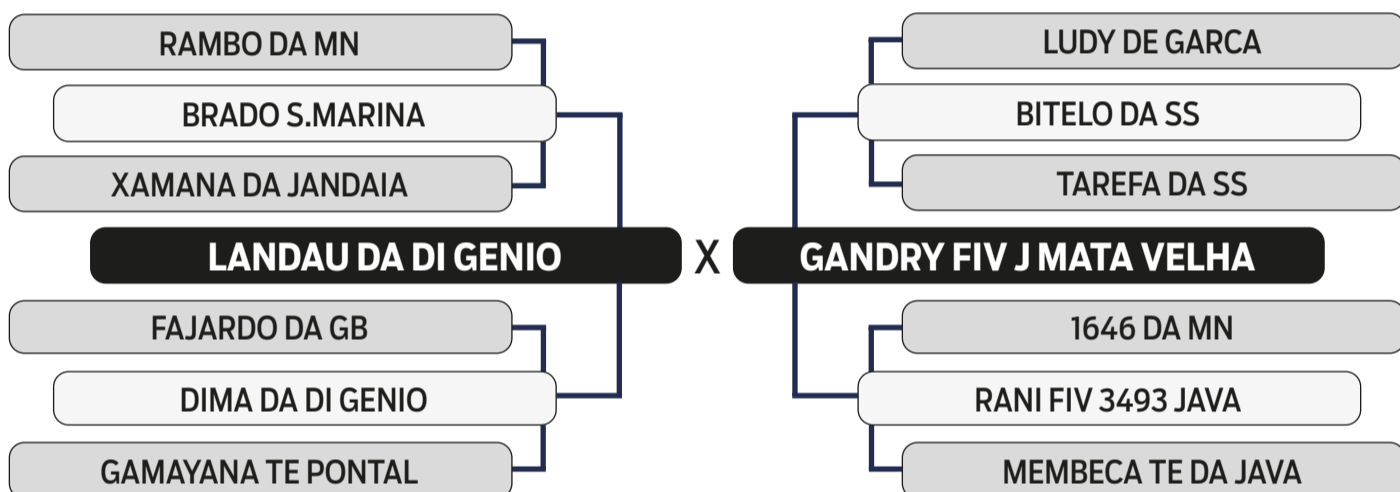 RAMBO DA MN
BRADO S.MARINA
XAMANA DA JANDAIA
LANDAU DA DI GENIO
FAJARDO DA GB
DIMA DA DI GENIO
GAMAYANA TE PONTAL
X
LUDY DE GARCA
BITELO DA SS
TAREFA DA SS
GANDRY FIV J MATA VELHA
1646 DA MN
RANI FIV 3493 JAVA
MEMBECA TE DA JAVA